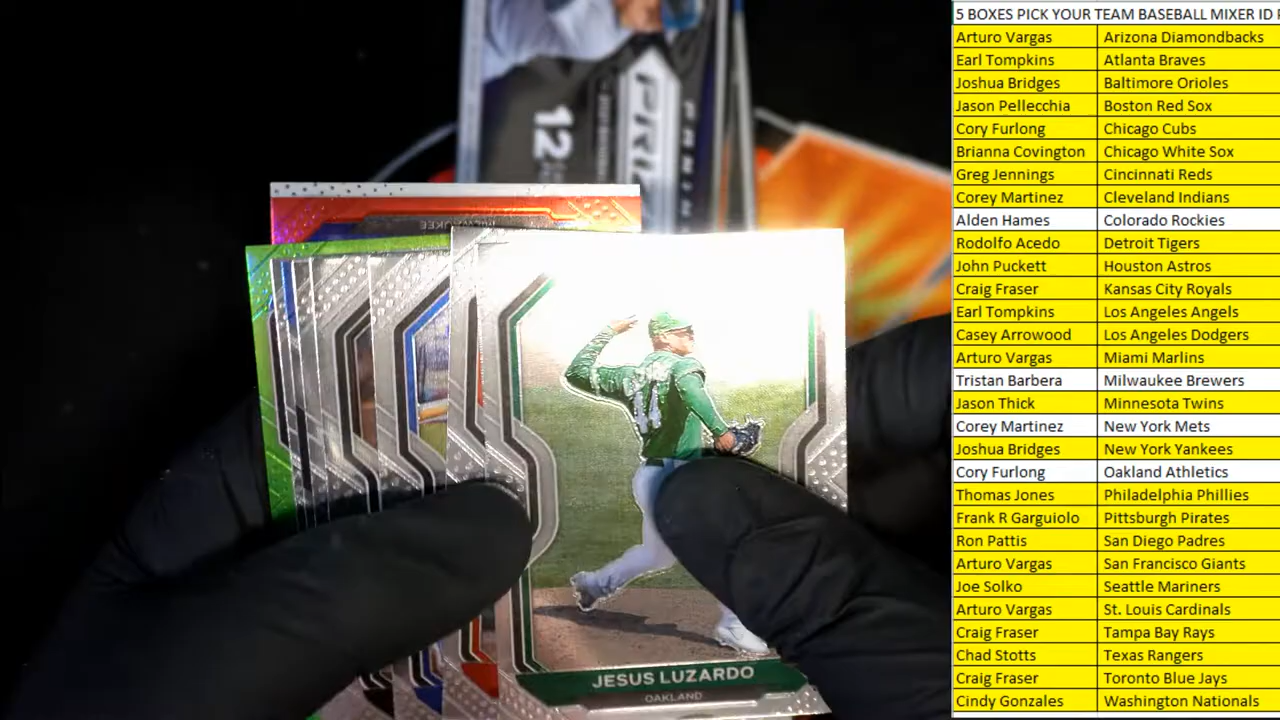 5 BOXES PICK YOUR TEAM BASEBALL MIXER ID
Arturo Vargas Arizona Diamondbacks
Earl Tompkins Atlanta Braves
Joshua Bridges Baltimore Orioles
Jason Pellecchia Boston Red Sox
Cory Furlong Chicago Cubs
Brianna Covington Chicago White Sox
Greg Jennings Cincinnati Reds
Corey Martinez Cleveland Indians
Alden Hames Colorado Rockies
Rodolfo Acedo Detroit Tigers
John Puckett Houston Astros
Craig Fraser Kansas City Royals
Earl Tompkins Los Angeles Angels
Casey Arrowood Los Angeles Dodgers
Arturo Vargas Miami Marlins
Tristan Barbera Milwaukee Brewers
Jason Thick Minnesota Twins
Corey Martinez New York Mets
Joshua Bridges New York Yankees
Cory Furlong Oakland Athletics
Thomas Jones Philadelphia Phillies
Frank R Garguiolo Pittsburgh Pirates
Ron Pattis San Diego Padres
Arturo Vargas San Francisco Giants
Joe Solko Seattle Mariners
Arturo Vargas St. Louis Cardinals
Craig Fraser Tampa Bay Rays
Chad Stotts Texas Rangers
Craig Fraser Toronto Blue Jays
Cindy Gonzales Washington Nationals
12
MILWAUKEE
44
JESUS LUZARDO
OAKLAND